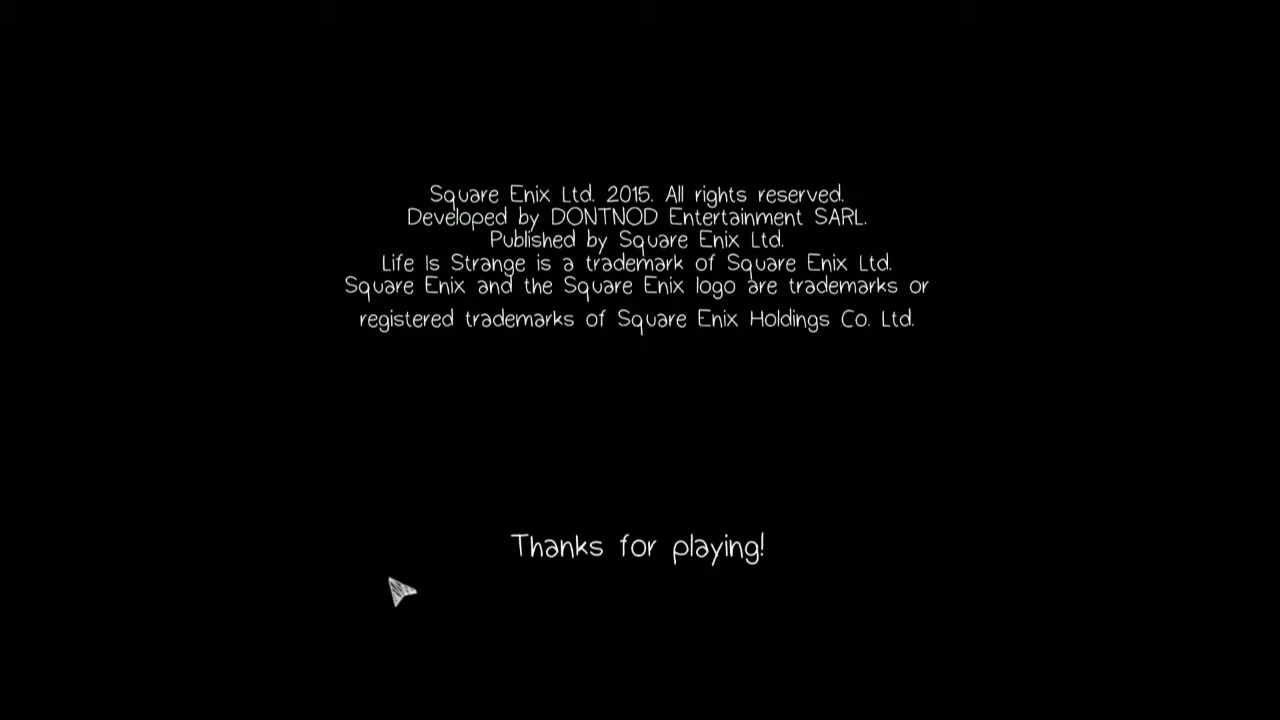 Square Enix Ltd. 2015. All rights reserved.
Developed by DONTNOD Entertainment SARL.
Published by Square Enix Ltd.
Life Is Strange is a trademark of Square Enix Ltd.
Square Enix and the Square Enix logo are trademarks or
registered trademarks of Square Enix Holdings Co. Ltd.
Thanks for playing!